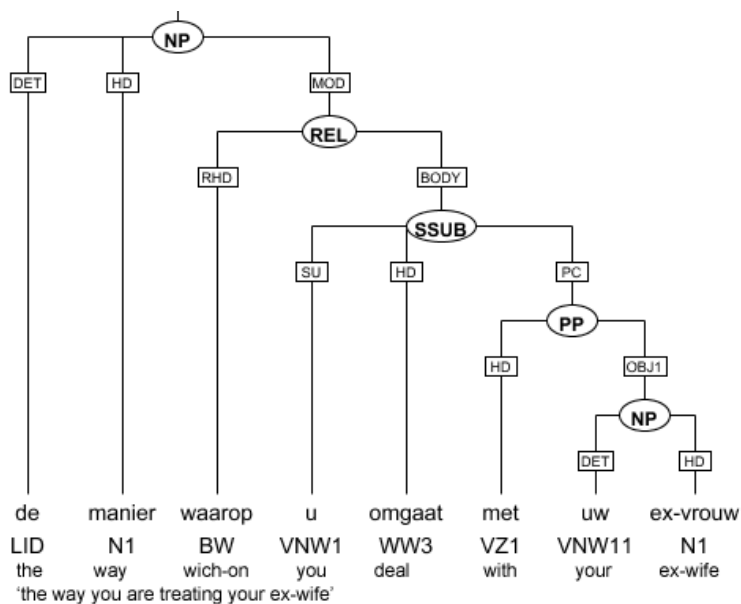 NP
DET HD MOD
REL
RHD BODY
SSUB
SU HD PC
PP
HD OBJ1
NP
DET HD
de manier waarop u omgaat met uw ex-vrouw
LID N1 BW VNW1 WW3 VZ1 VNW11 N1
the way wich-on you deal with your ex-wife
'the way you are treating your ex-wife'